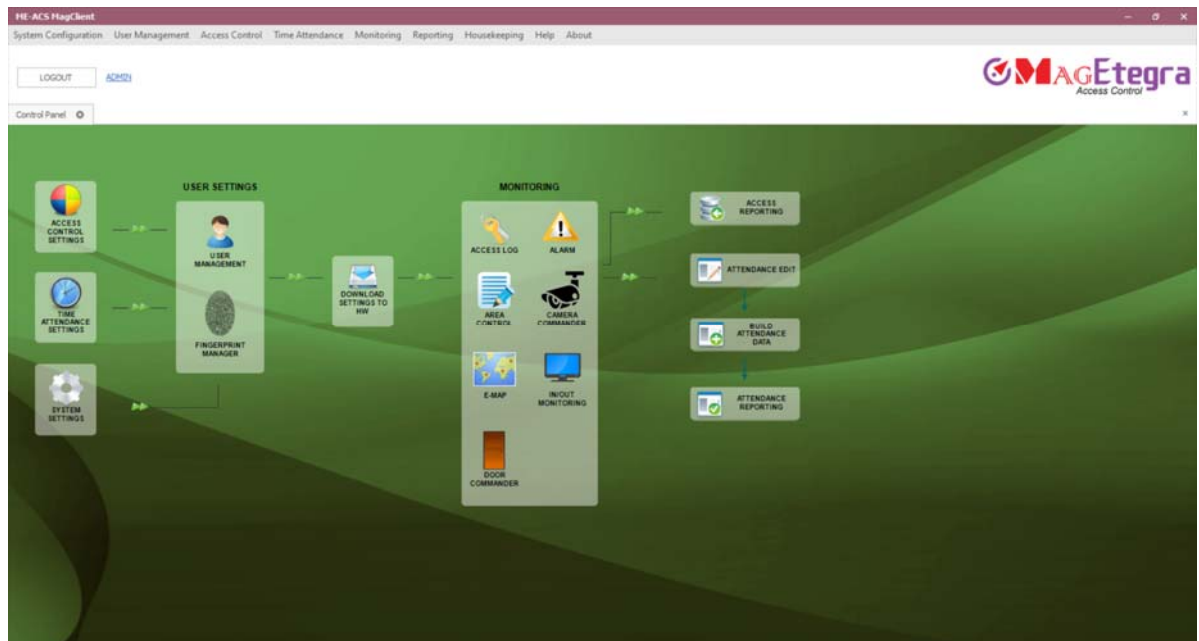 ME-ACS MagClient
System Configuration User Management Access Control Time Attendance Monitoring Reporting Housekeeping Help About
LOGOUT ADMIN
MAGEtegra
Access Control
Control Panel
USER SETTINGS
MONITORING
ACCESS
CONTROL
SETTINGS
TIME
ATTENDANCE
SETTINGS
SYSTEM
SETTINGS
USER
MANAGEMENT
FINGERPRINT
MANAGER
DOWNLOAD
SETTINGS TO
HW
ACCESS LOG
ALARM
AREA
CONTROL
CAMERA
COMMANDER
E-MAP
IN/OUT
MONITORING
DOOR
COMMANDER
ACCESS
REPORTING
ATTENDANCE EDIT
BUILD
ATTENDANCE
DATA
ATTENDANCE
REPORTING